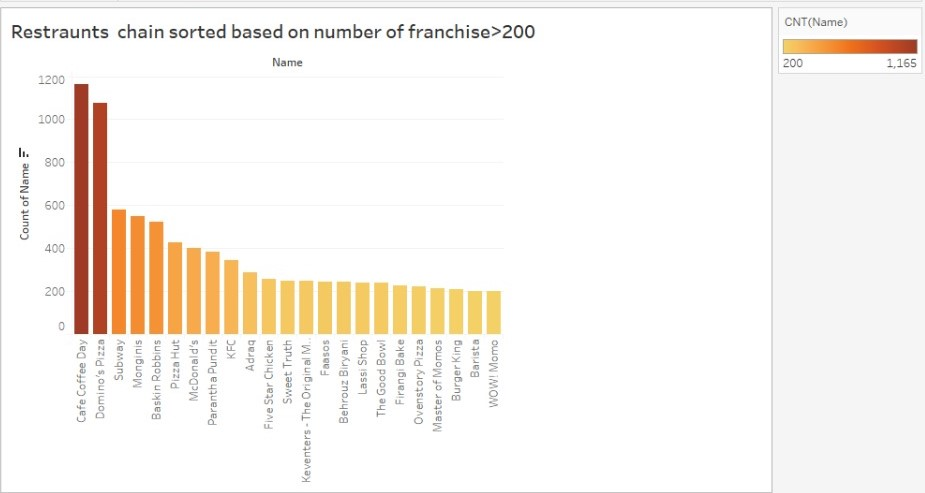 Restraunts  chain sorted based on number of franchise>200
Name
Count of Name
1200
1000
800
600
400
200
0
Cafe Coffee Day
Domino's Pizza
Subway
Monginis
Baskin Robbins
Pizza Hut
McDonald's
Parantha Pundit
KFC
Adraq
Five Star Chicken
Sweet Truth
Keventers - The Original M..
Faasos
Behrouz Biryani
Lassi Shop
The Good Bowl
Firangi Bake
Ovenstory Pizza
Master of Momos
Burger King
Barista
WOW! Momo
CNT(Name)
200 1,165